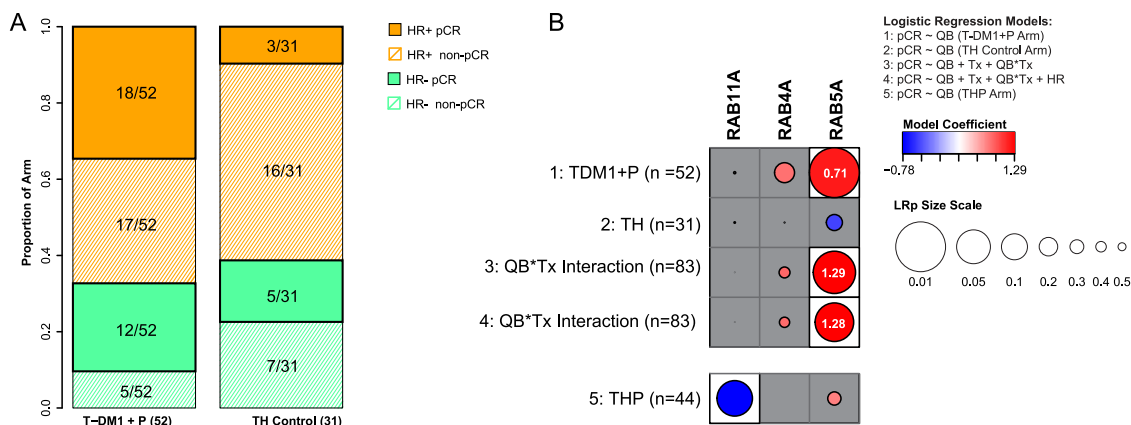 A
Proportion of Arm
1.0
0.8
0.6
0.4
0.2
0.0
18/52
17/52
12/52
5/52
3/31
16/31
5/31
7/31
T-DM1 + P (52)
TH Control (31)
HR+ pCR
HR+ non-pCR
HR- pCR
HR- non-pCR
B
RAB11A
RAB4A
RAB5A
1: TDM1+P (n =52)
0.71
2: TH (n=31)
3: QB*Tx Interaction (n=83)
1.29
4: QB*Tx Interaction (n=83)
1.28
5: THP (n=44)
Logistic Regression Models:
1: pCR ~ QB (T-DM1+P Arm)
2: pCR ~ QB (TH Control Arm)
3: pCR ~ QB + Tx + QB*Tx
4: pCR ~ QB + Tx + QB*Tx + HR
5: pCR ~ QB (THP Arm)
Model Coefficient
−0.78 1.29
LRp Size Scale
0.01 0.05 0.1 0.2 0.3 0.4 0.5